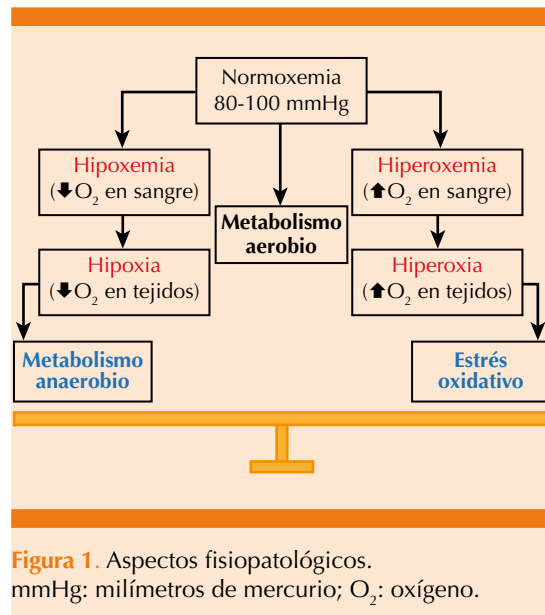 Normoxemia
80-100 mmHg
Hipoxemia
(⬇O₂ en sangre)
Hiperoxemia
(⬆O₂ en sangre)
Metabolismo
aerobio
Hipoxia
(⬇O₂ en tejidos)
Hiperoxia
(⬆O₂ en tejidos)
Metabolismo
anaerobio
Estrés
oxidativo
Figura 1. Aspectos fisiopatológicos.
mmHg: milímetros de mercurio; O₂: oxígeno.